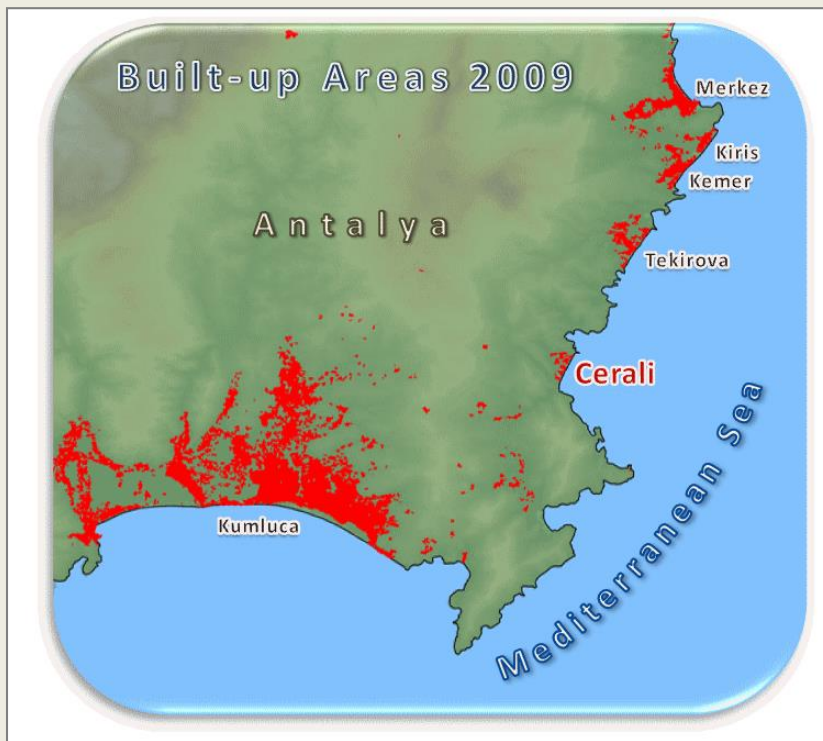 Built-up Areas 2009
Merkez
Kiris
Kemer
Antalya
Tekirova
Cerali
Mediterranean Sea
Kumluca